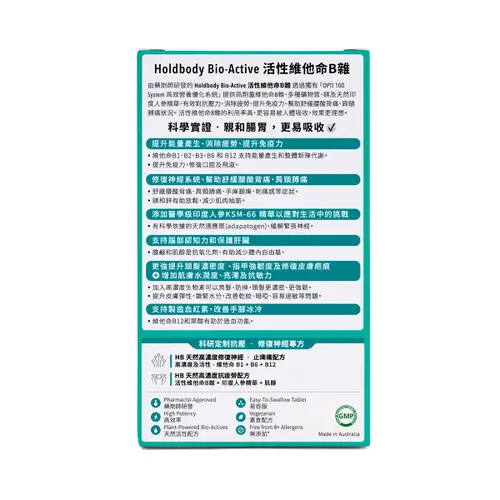 Holdbody Bio-Active 活性維他命B雜
由藥劑師研發的 Holdbody Bio-Active 活性維他命B雜 透過獨有「OPTI 100
System 高效營養優化系統」提供高劑量維他命B雜、多種礦物質、鎂及天然印
度人參精華，有效對抗壓力、消除疲勞、提升免疫力、幫助舒緩腰酸背痛、肩頸
膊痛狀況。活性維他命B雜的利用率高，更容易被人體吸收，效果更理想。
科學實證．親和腸胃，更易吸收
提升能量產生、消除疲勞、提升免疫力
• 維他命B1、B2、B3、B6 和 B12 支持能量產生和整體新陳代謝。
• 提升免疫力，修復口腔及飛滋。
修復神經系統、幫助舒緩腰酸背痛、肩頸膊痛
• 舒緩腰酸背痛、肩頸膊痛、手痺腳痺、刺痛感等症狀。
• 鎂和鋅有助放鬆，減少肌肉抽筋。
添加醫學級印度人參KSM-66 精華以應對生活中的挑戰
• 有科學依據的天然適應原(adapatogen)，緩解緊張神經。
支持腦部認知力和保護肝臟
• 膽鹼和肌醇是抗氧化劑，有助減少體內自由基。
更強提升頭髮濃密度、指甲強韌度及修復皮膚疤痕
+ 增加肌膚水潤度、亮澤及抗敏力
• 加入高濃度生物素可以育髮、防掉，頭髮更濃密、更強韌。
• 提升皮膚彈性，鎖緊水分，改善乾紋、暗啞、容易過敏等問題。
支持製造血紅素、改善手腳冰冷
• 維他命B12和葉酸有助於造血功能。
科研定制抗壓 · 修復神經專方
HB 天然高濃度修復神經 · 止痺痛配方
高濃度及活性 - 維他命 B1 + B6 + B12
HB 天然高濃度抗疲勞配方
活性維他命B雜 + 印度人參精華 + 肌醇
Pharmacist-Approved
藥劑師研發
High Potency
高效率
Plant-Powered Bio-Actives
天然活性配方
Easy-To-Swallow Tablet
易吞服
Vegetarian
素食配方
Free from 8+ Allergens
無添加*
GMP
Made in Australia